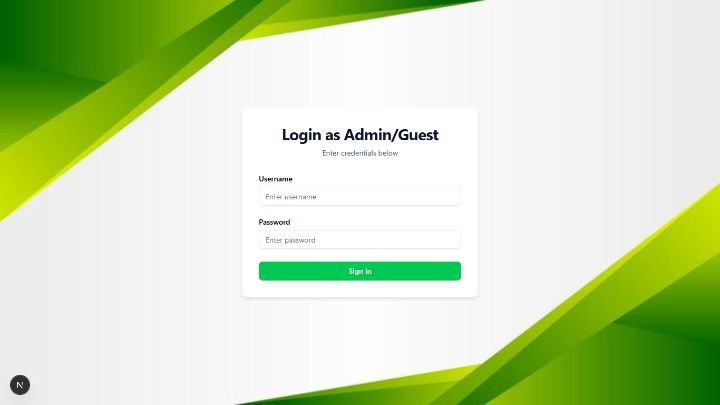 Login as Admin/Guest
Enter credentials below
Username
Enter username
Password
Enter password
Sign in
N